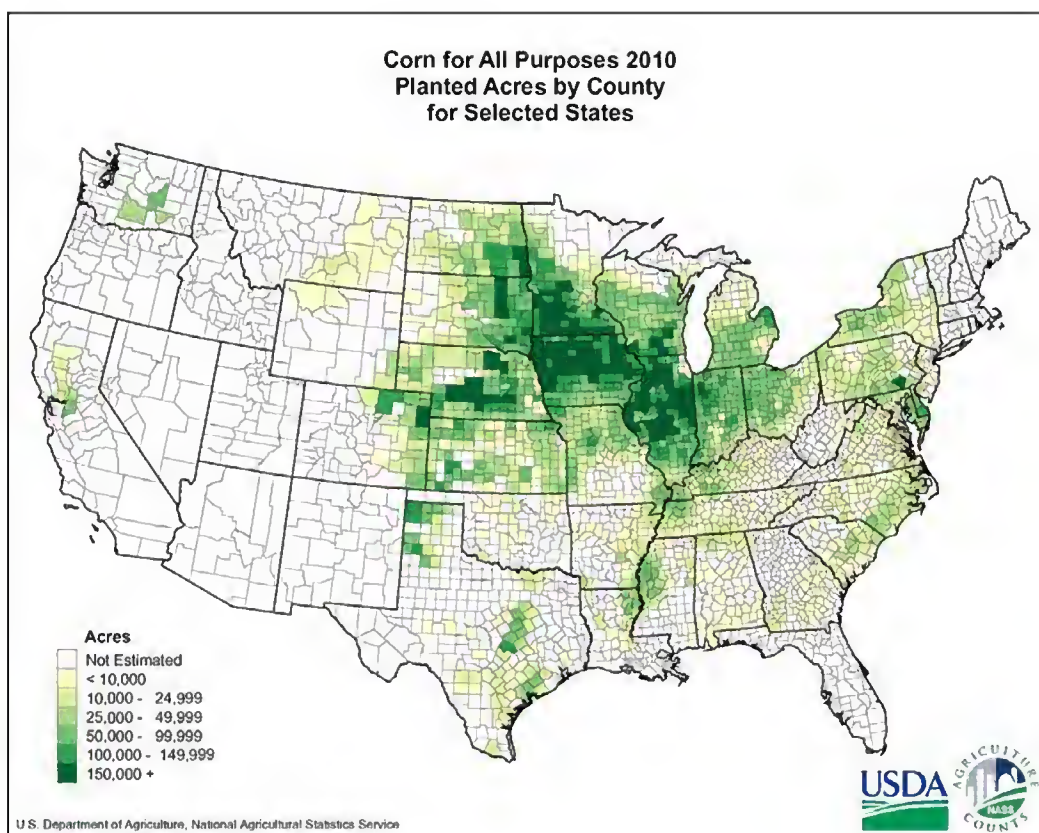 Corn for All Purposes 2010
Planted Acres by County
for Selected States
Acres
Not Estimated
< 10,000
10,000 - 24,999
25,000 - 49,999
50,000 - 99,999
100,000 - 149,999
150,000 +
USDA
AGRICULTURE
NASS
COUNTS
U.S. Department of Agriculture, National Agricultural Statistics Service